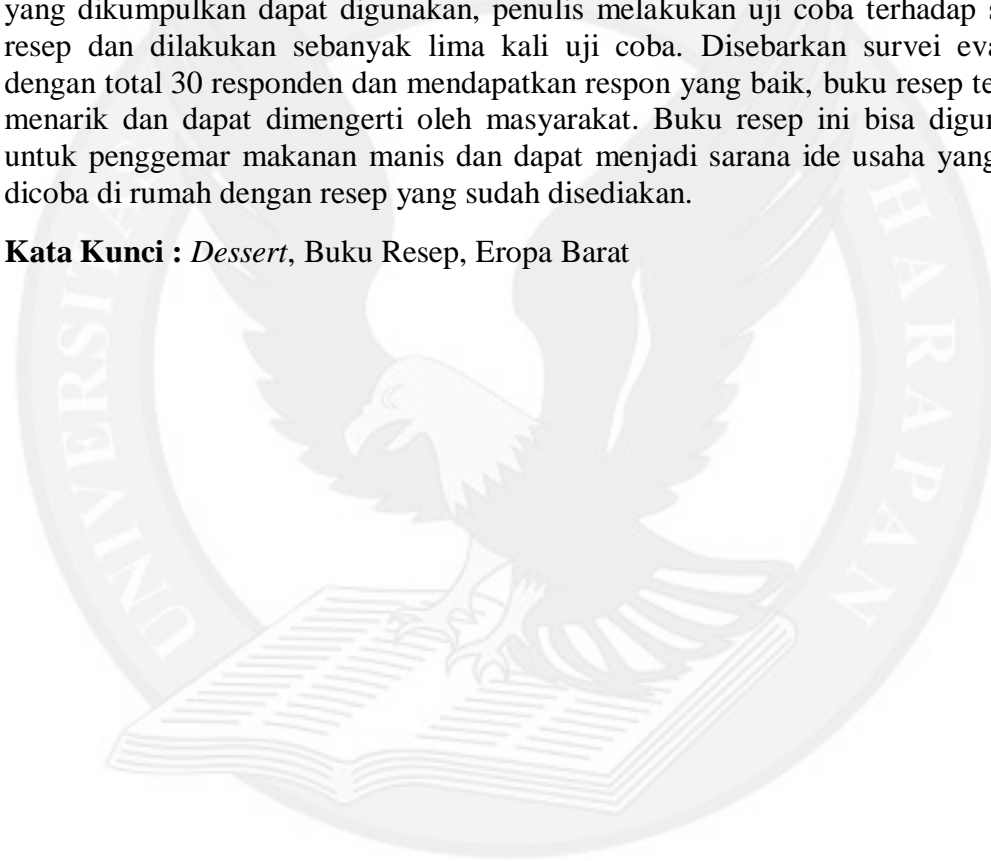 yang dikumpulkan dapat digunakan, penulis melakukan uji coba terhadap
resep dan dilakukan sebanyak lima kali uji coba. Disebarkan survei
dengan total 30 responden dan mendapatkan respon yang baik, buku resep
menarik dan dapat dimengerti oleh masyarakat. Buku resep ini bisa
untuk penggemar makanan manis dan dapat menjadi sarana ide usaha yang
dicoba di rumah dengan resep yang sudah disediakan.
Kata Kunci : Dessert, Buku Resep, Eropa Barat
UNIVERSITAS
HARAPAN